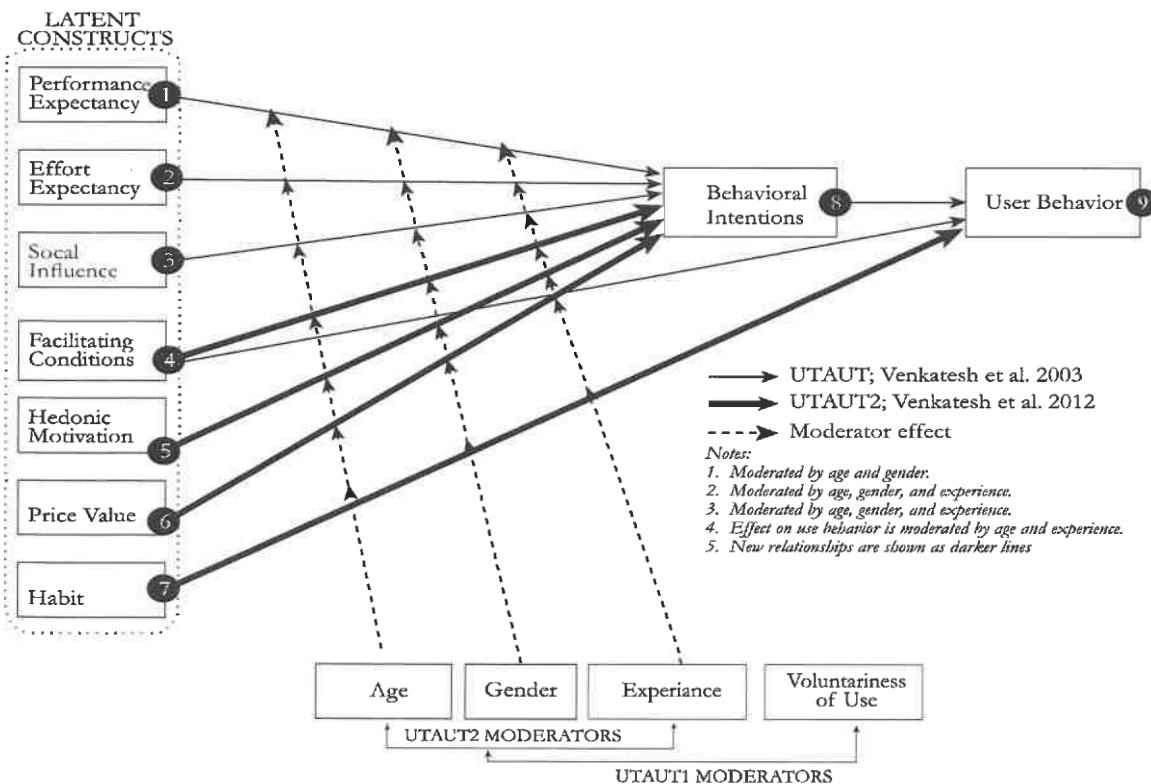 LATENT
CONSTRUCTS
Performance
Expectancy
1
Effort
Expectancy
2
Socal
Influence
3
Facilitating
Conditions
4
Hedonic
Motivation
5
Price Value
6
Habit
7
Behavioral
Intentions
8
User Behavior
9
UTAUT; Venkatesh et al. 2003
UTAUT2; Venkatesh et al. 2012
Moderator effect
Notes:
1. Moderated by age and gender.
2. Moderated by age, gender, and experience.
3. Moderated by age, gender, and experience.
4. Effect on use behavior is moderated by age and experience.
5. New relationships are shown as darker lines
Age
Gender
Experiance
Voluntariness
of Use
UTAUT2 MODERATORS
UTAUT1 MODERATORS